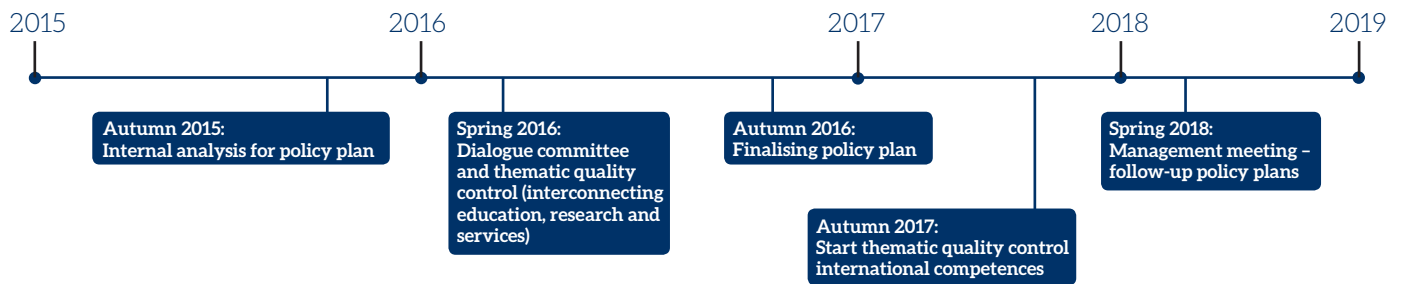 2015
2016
2017
2018
2019
Autumn 2015:
Internal analysis for policy plan
Spring 2016:
Dialogue committee
and thematic quality
control (interconnecting
education, research and
services)
Autumn 2016:
Finalising policy plan
Autumn 2017:
Start thematic quality control
international competences
Spring 2018:
Management meeting –
follow-up policy plans